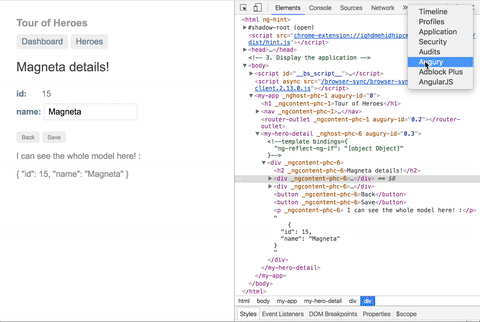 Tour of Heroes
Dashboard Heroes
Magneta details!
id: 15
name: Magneta
Back Save
I can see the whole model here! :
{ "id": 15, "name": "Magneta" }
Elements Console Sources
Timeline
Profiles
Application
Security
Audits
Augury
Adblock Plus
AngularJS
<html lang="en">
▶#shadow-root (open)
<script src="chrome-extension://
dist/hint.js"></script>
▶<head>…</head>
<!-- 3. Display the application -->
▼<body>
▶<script id="__bs_script__">…</script>
<script async src="/browser-sync/browser-sync-
client.2.13.0.js"></script>
▼<my-app _nghost-phc-1 augury-id="0">
<h1 _ngcontent-phc-1>Tour of Heroes</h1>
▶<nav _ngcontent-phc-1>…</nav>
<router-outlet _ngcontent-phc-1 augury-id="0.2"></router-
outlet>
▼<my-hero-detail _nghost-phc-6 augury-id="0.3">
<!--template bindings={
"ng-reflect-ng-if": "[object Object]"
}-->
▼<div _ngcontent-phc-6>
<h2 _ngcontent-phc-6>Magneta details!</h2>
▶<div _ngcontent-phc-6>…</div> == $0
▶<div _ngcontent-phc-6>…</div>
<button _ngcontent-phc-6>Back</button>
<button _ngcontent-phc-6>Save</button>
<p _ngcontent-phc-6> I can see the whole model here! :</p>
"
{
"id": 15,
"name": "Magneta"
}
"
</div>
</my-hero-detail>
</my-app>
</body>
</html>
html body my-app my-hero-detail div div
Styles Event Listeners DOM Breakpoints Properties $scope